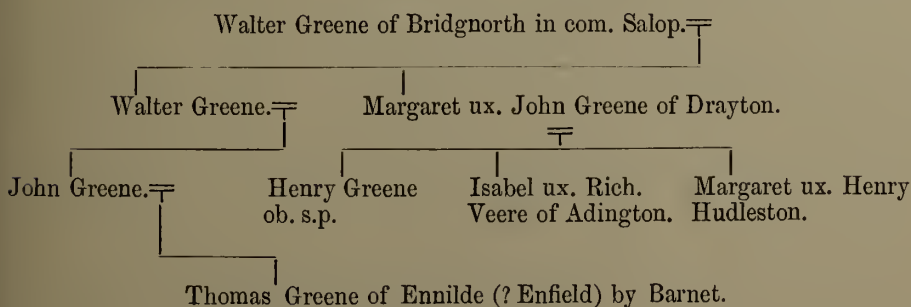 Walter Greene of Bridgnorth in com. Salop.
Walter Greene. Margaret ux. John Greene of Drayton.
John Greene. Henry Greene Isabel ux. Rich. Margaret ux. Henry
ob. s.p. Veere of Adington. Hudleston.
Thomas Greene of Ennilde (? Enfield) by Barnet.